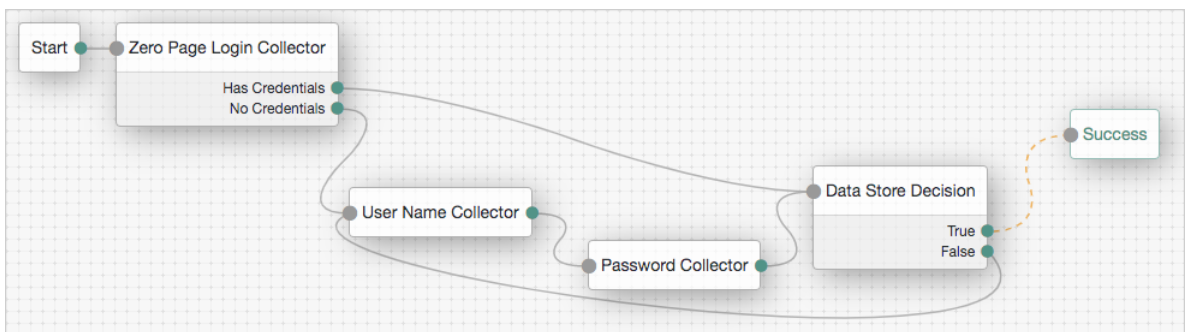 Start
Zero Page Login Collector
Has Credentials
No Credentials
User Name Collector
Password Collector
Data Store Decision
True
False
Success